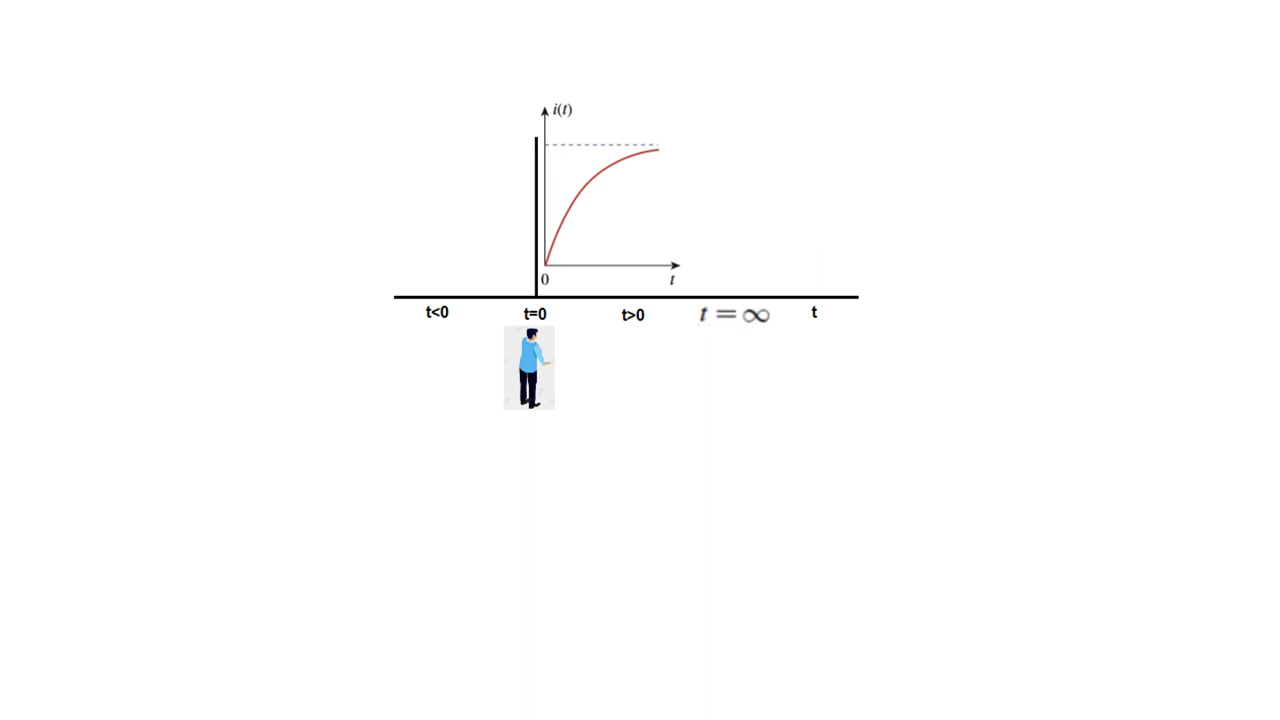 i(t)
0 t
t<0 t=0 t>0 t = ∞ t